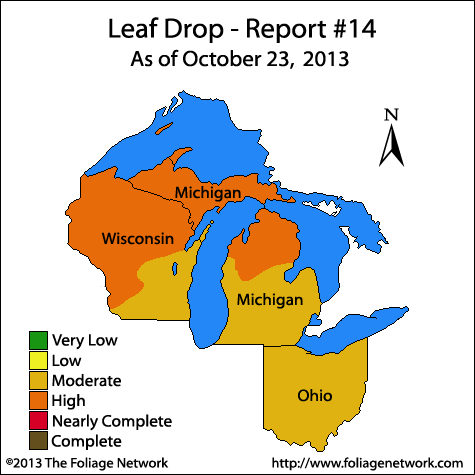 Leaf Drop - Report #14
As of October 23, 2013
N
Michigan
Wisconsin
Michigan
Ohio
Very Low
Low
Moderate
High
Nearly Complete
Complete
©2013 The Foliage Network
http://www.foliagenetwork.com